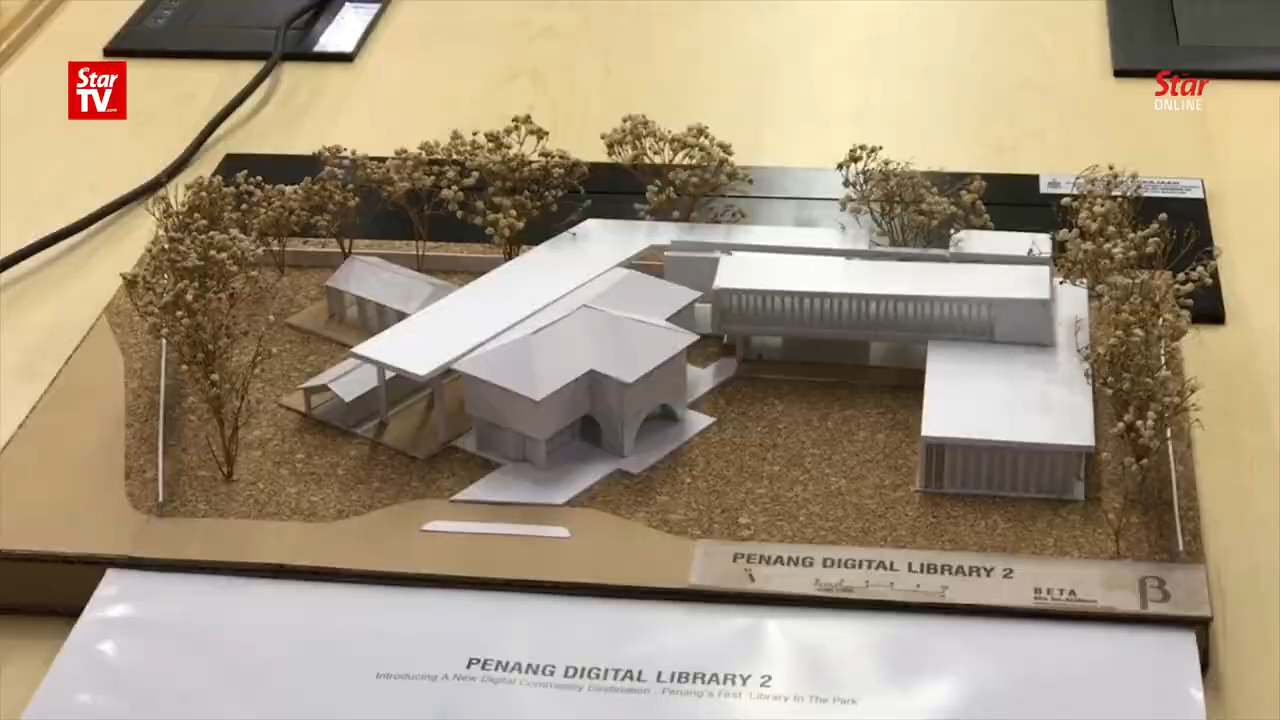 Star
TV.com
Star
ONLINE
PENANG DIGITAL LIBRARY 2
BETA
β
PENANG DIGITAL LIBRARY 2
Introducing A New Digital Community Destination - Penang's First Library In The Park